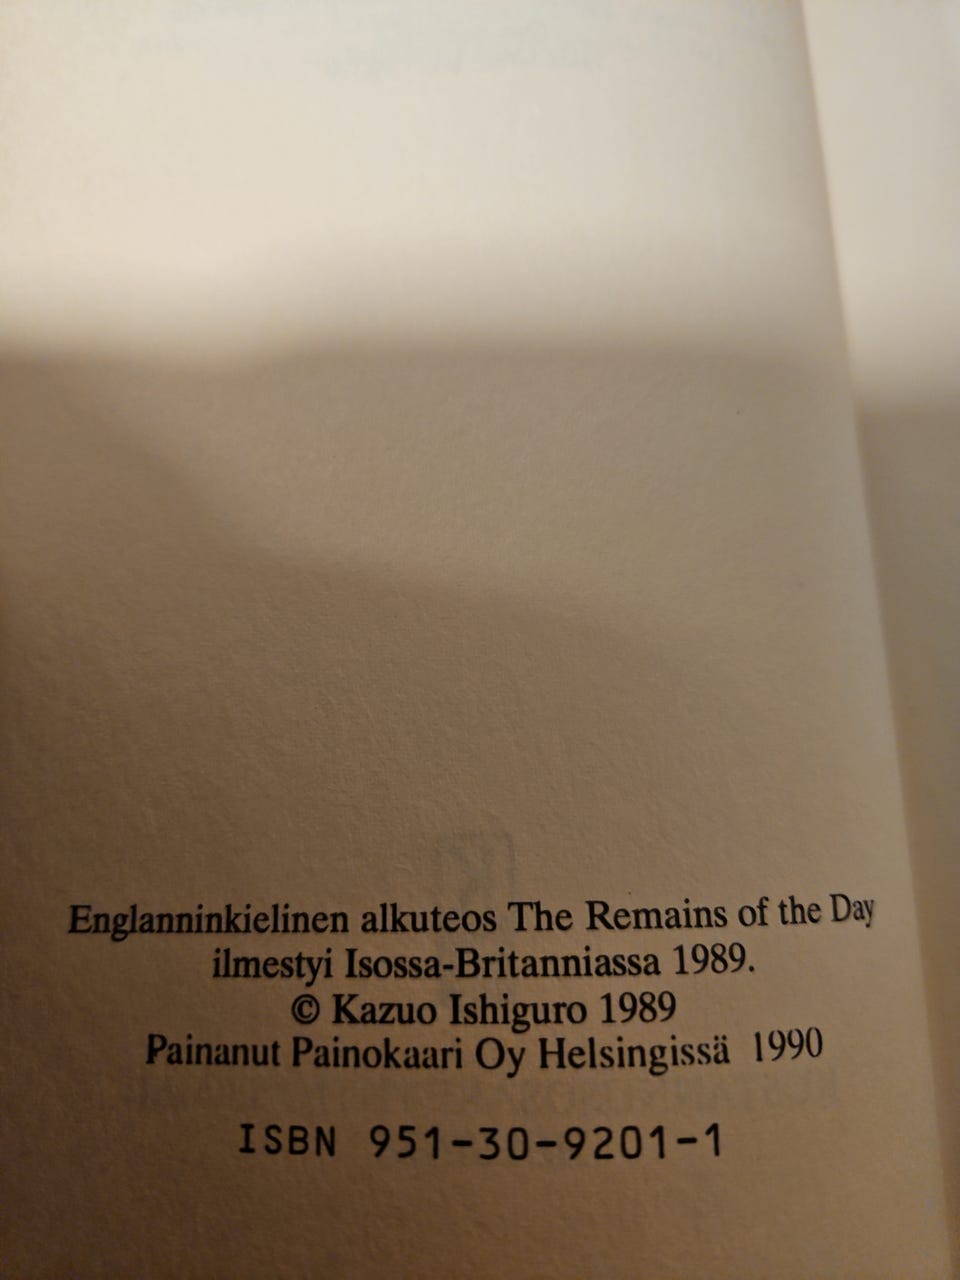 Englanninkielinen alkuteos The Remains of the Day
ilmestyi Isossa-Britanniassa 1989.
© Kazuo Ishiguro 1989
Painanut Painokaari Oy Helsingissä 1990
ISBN 951-30-9201-1